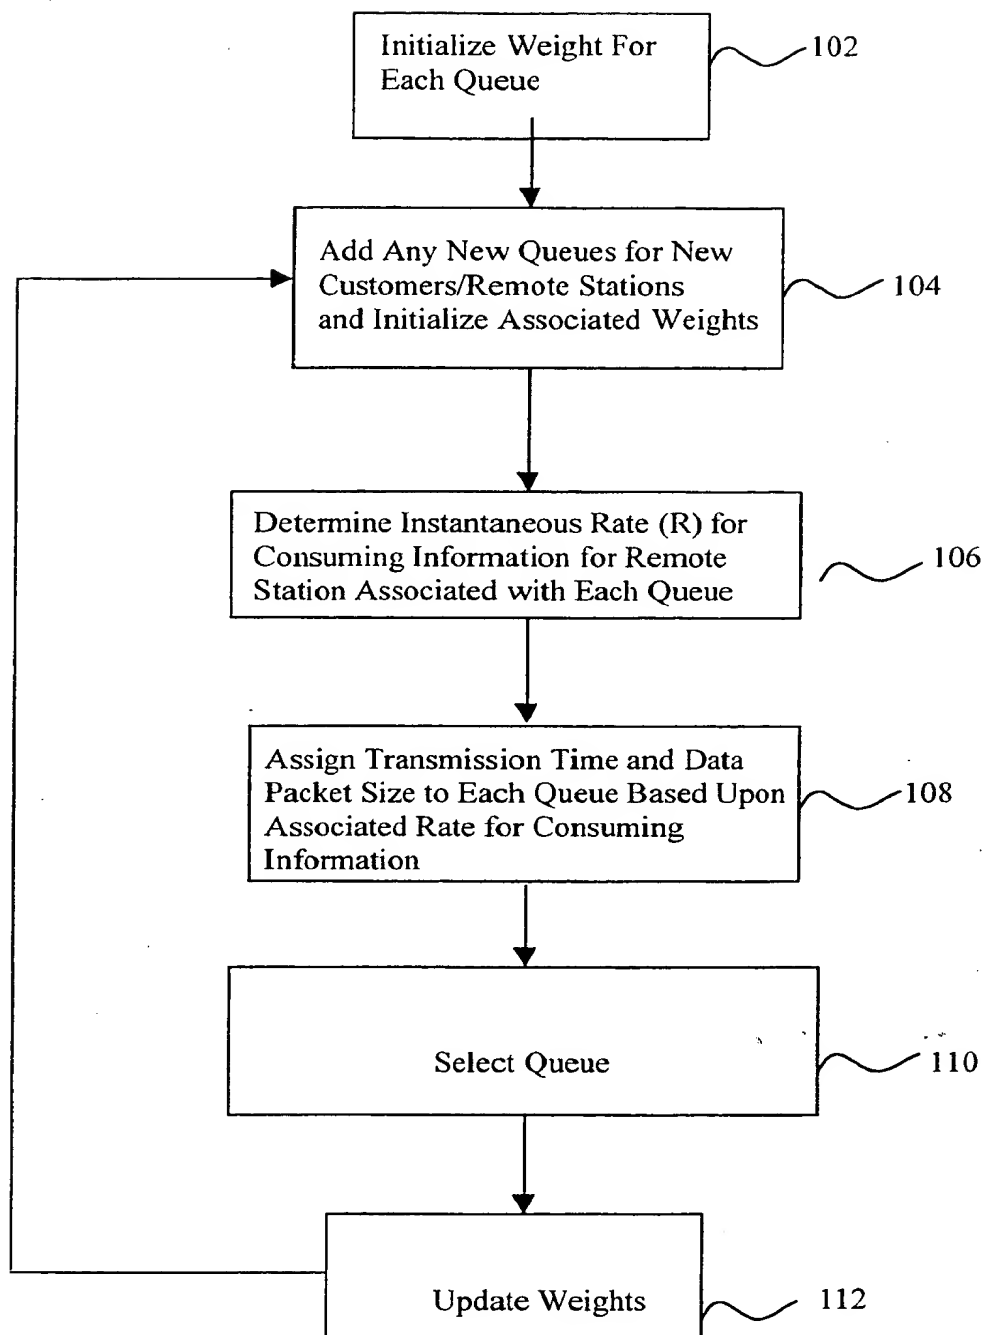 Initialize Weight For
Each Queue
102
Add Any New Queues for New
Customers/Remote Stations
and Initialize Associated Weights
104
Determine Instantaneous Rate (R) for
Consuming Information for Remote
Station Associated with Each Queue
106
Assign Transmission Time and Data
Packet Size to Each Queue Based Upon
Associated Rate for Consuming
Information
108
Select Queue
110
Update Weights
112